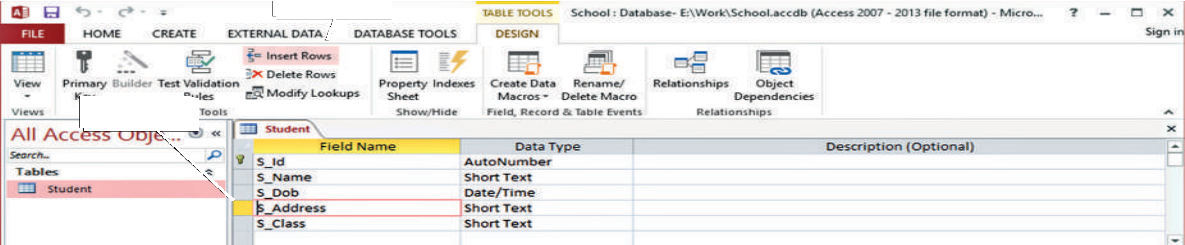 TABLE TOOLS School : Database- E:\Work\School.accdb (Access 2007 - 2013 file format) - Micro... ?
FILE HOME CREATE EXTERNAL DATA DATABASE TOOLS DESIGN Sign in
View
Primary
Builder
Test Validation Rules
Insert Rows
Delete Rows
Modify Lookups
Property Sheet
Indexes
Create Data Macros
Rename/ Delete Macro
Relationships
Object Dependencies
Views Tools Show/Hide Field, Record & Table Events Relationships
All Access Obje...
Search...
Tables
Student
Student
Field Name Data Type Description (Optional)
S_Id AutoNumber
S_Name Short Text
S_Dob Date/Time
S_Address Short Text
S_Class Short Text